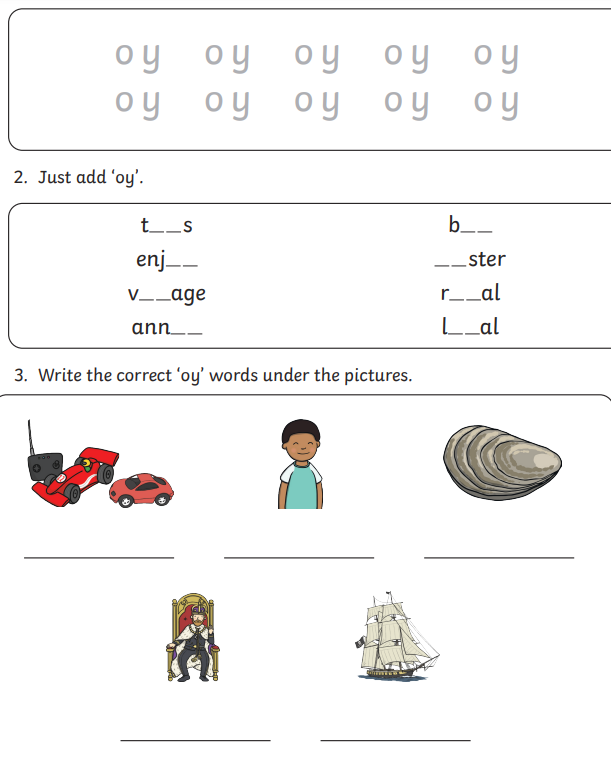 oy oy oy oy oy
oy oy oy oy oy
2. Just add ‘oy’.
t__s b__
enj__ __ster
v__age r__al
ann__ l__al
3. Write the correct ‘oy’ words under the pictures.